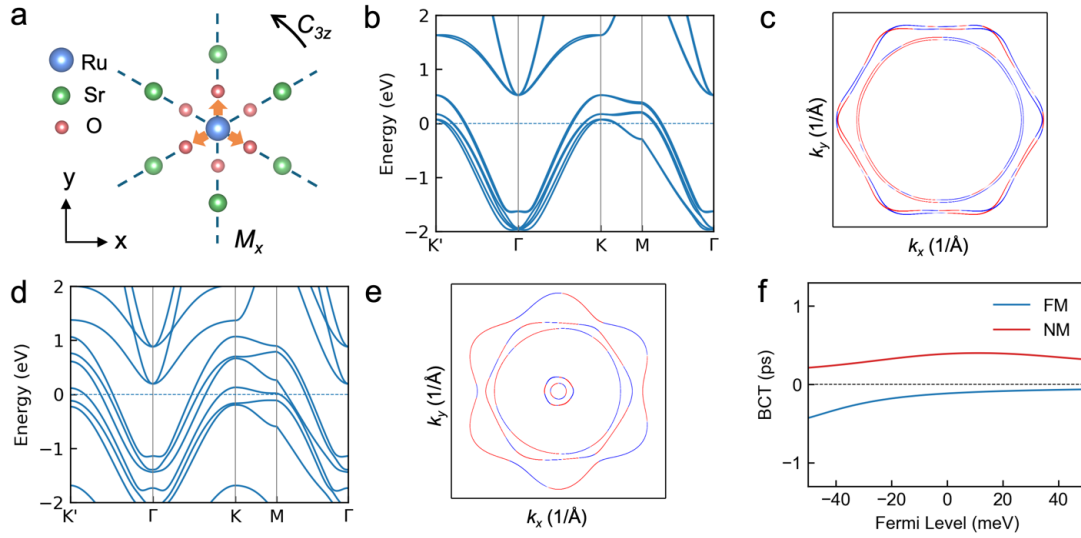 a
Ru
Sr
O
C3z
y
x
Mx
b
Energy (eV)
2
1
0
−1
−2
K'
Γ
K
M
Γ
c
ky (1/Å)
kx (1/Å)
d
Energy (eV)
2
1
0
−1
−2
K'
Γ
K
M
Γ
e
ky (1/Å)
kx (1/Å)
f
FM
NM
BCT (ps)
1
0
−1
−40
−20
0
20
40
Fermi Level (meV)